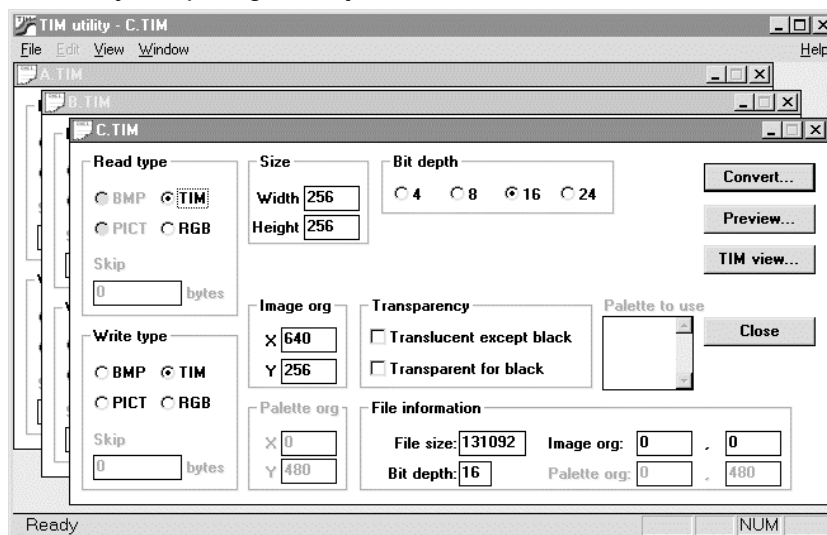 TIM utility - C.TIM
File Edit View Window Help
A.TIM
B.TIM
C.TIM
Read type
BMP TIM
PICT RGB
Skip
0 bytes
Size
Width 256
Height 256
Bit depth
4 8 16 24
Convert...
Preview...
TIM view...
Close
Write type
BMP TIM
PICT RGB
Skip
0 bytes
Image org
X 640
Y 256
Transparency
Translucent except black
Transparent for black
Palette to use
Palette org
X 0
Y 480
File information
File size: 131092 Image org: 0 , 0
Bit depth: 16 Palette org: 0 , 480
Ready NUM